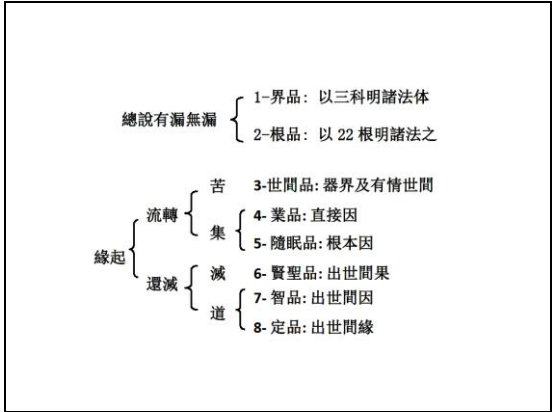 總說有漏無漏
1-界品: 以三科明諸法体
2-根品: 以 22 根明諸法之
緣起
流轉
苦 3-世間品: 器界及有情世間
集
4- 業品: 直接因
5- 隨眠品: 根本因
還滅
滅 6- 賢聖品: 出世間果
道
7- 智品: 出世間因
8- 定品: 出世間緣